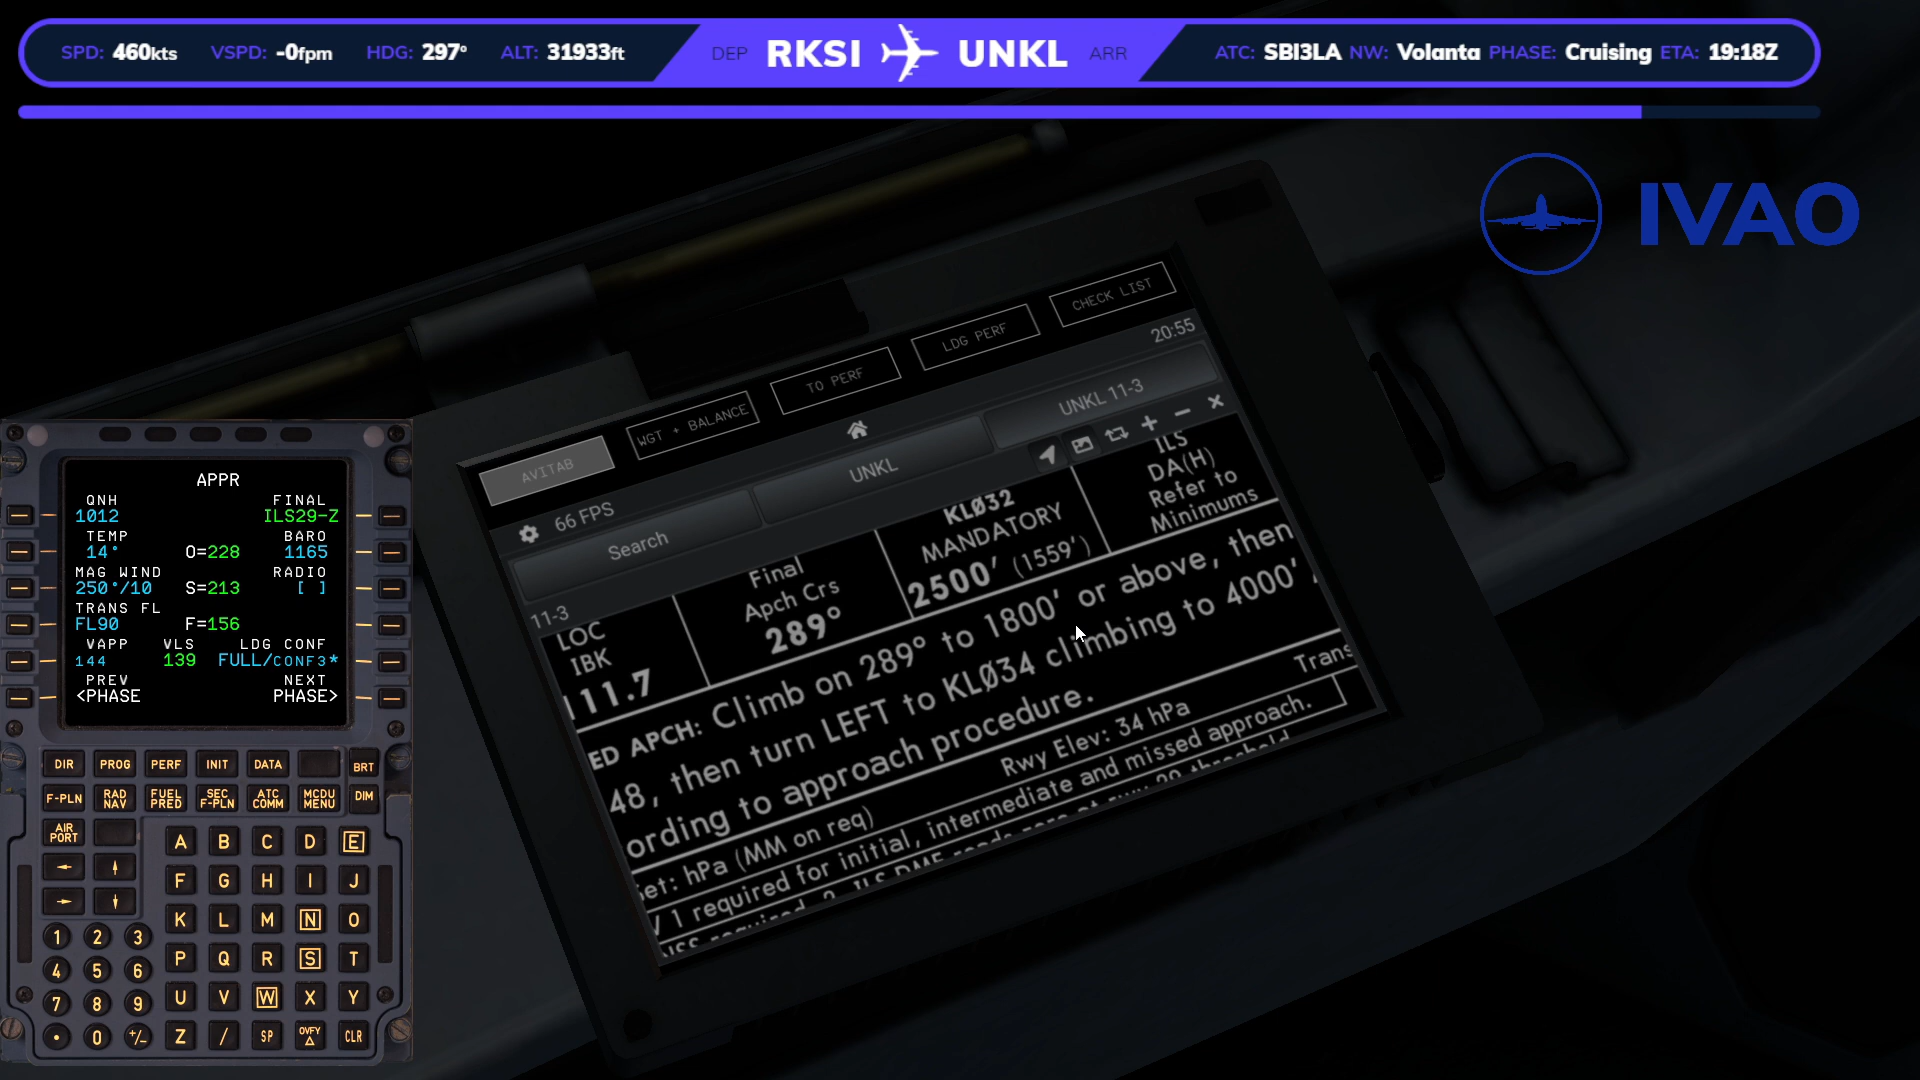 SPD: 460kts VSPD: -0fpm HDG: 297° ALT: 31933ft DEP RKSI UNKL ARR ATC: SBI3LA NW: Volanta PHASE: Cruising ETA: 19:18Z
IVAO
AVITAB WGT + BALANCE TO PERF LDG PERF CHECK LIST
66 FPS 20:55
Search UNKL UNKL 11-3
11-3
LOC
IBK
111.7
Final
Apch Crs
289°
KLØ32
MANDATORY
2500' (1559')
ILS
DA(H)
Refer to
Minimums
ED APCH: Climb on 289° to 1800' or above, then
48, then turn LEFT to KLØ34 climbing to 4000'
ording to approach procedure.
et: hPa (MM on req) Rwy Elev: 34 hPa Trans
1 required for initial, intermediate and missed approach.
APPR
QNH FINAL
1012 ILS29-Z
TEMP BARO
14° O=228 1165
MAG WIND RADIO
250°/10 S=213 [ ]
TRANS FL
FL90 F=156
VAPP VLS LDG CONF
144 139 FULL/CONF3*
PREV NEXT
<PHASE PHASE>
DIR PROG PERF INIT DATA BRT
F-PLN RAD NAV FUEL PRED SEC F-PLN ATC COMM MCDU MENU DIM
AIR PORT
A B C D E
F G H I J
K L M N O
P Q R S T
U V W X Y
Z / SP OVFY Δ CLR
1 2 3
4 5 6
7 8 9
. 0 +/-